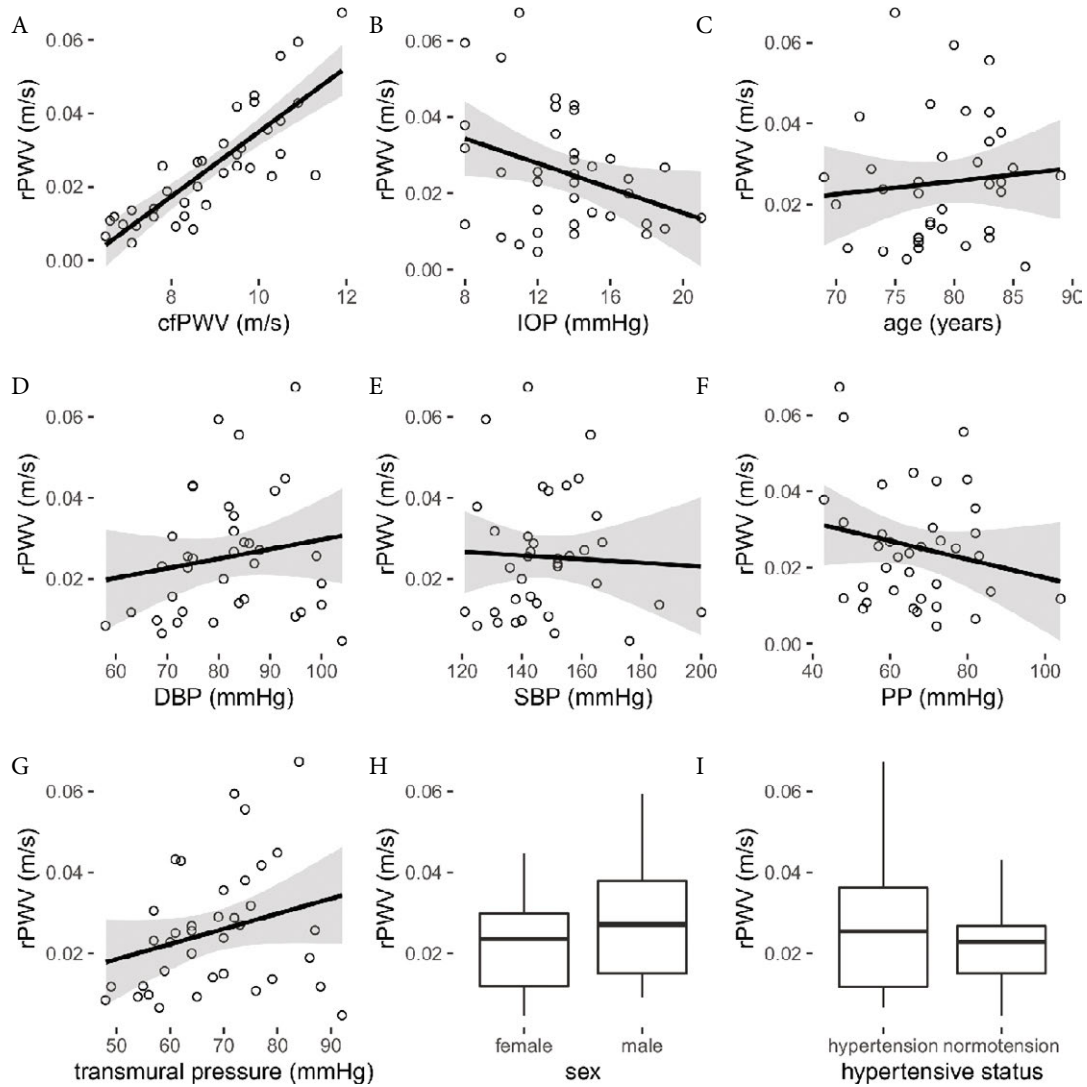 A
B
C
rPWV (m/s)
0.06
0.04
0.02
0.00
8 10 12
cfPWV (m/s)
rPWV (m/s)
0.06
0.04
0.02
0.00
8 12 16 20
IOP (mmHg)
rPWV (m/s)
0.06
0.04
0.02
70 75 80 85 90
age (years)
D
E
F
rPWV (m/s)
0.06
0.04
0.02
60 70 80 90 100
DBP (mmHg)
rPWV (m/s)
0.06
0.04
0.02
120 140 160 180 200
SBP (mmHg)
rPWV (m/s)
0.06
0.04
0.02
0.00
40 60 80 100
PP (mmHg)
G
H
I
rPWV (m/s)
0.06
0.04
0.02
50 60 70 80 90
transmural pressure (mmHg)
rPWV (m/s)
0.06
0.04
0.02
female male
sex
rPWV (m/s)
0.06
0.04
0.02
hypertension normotension
hypertensive status